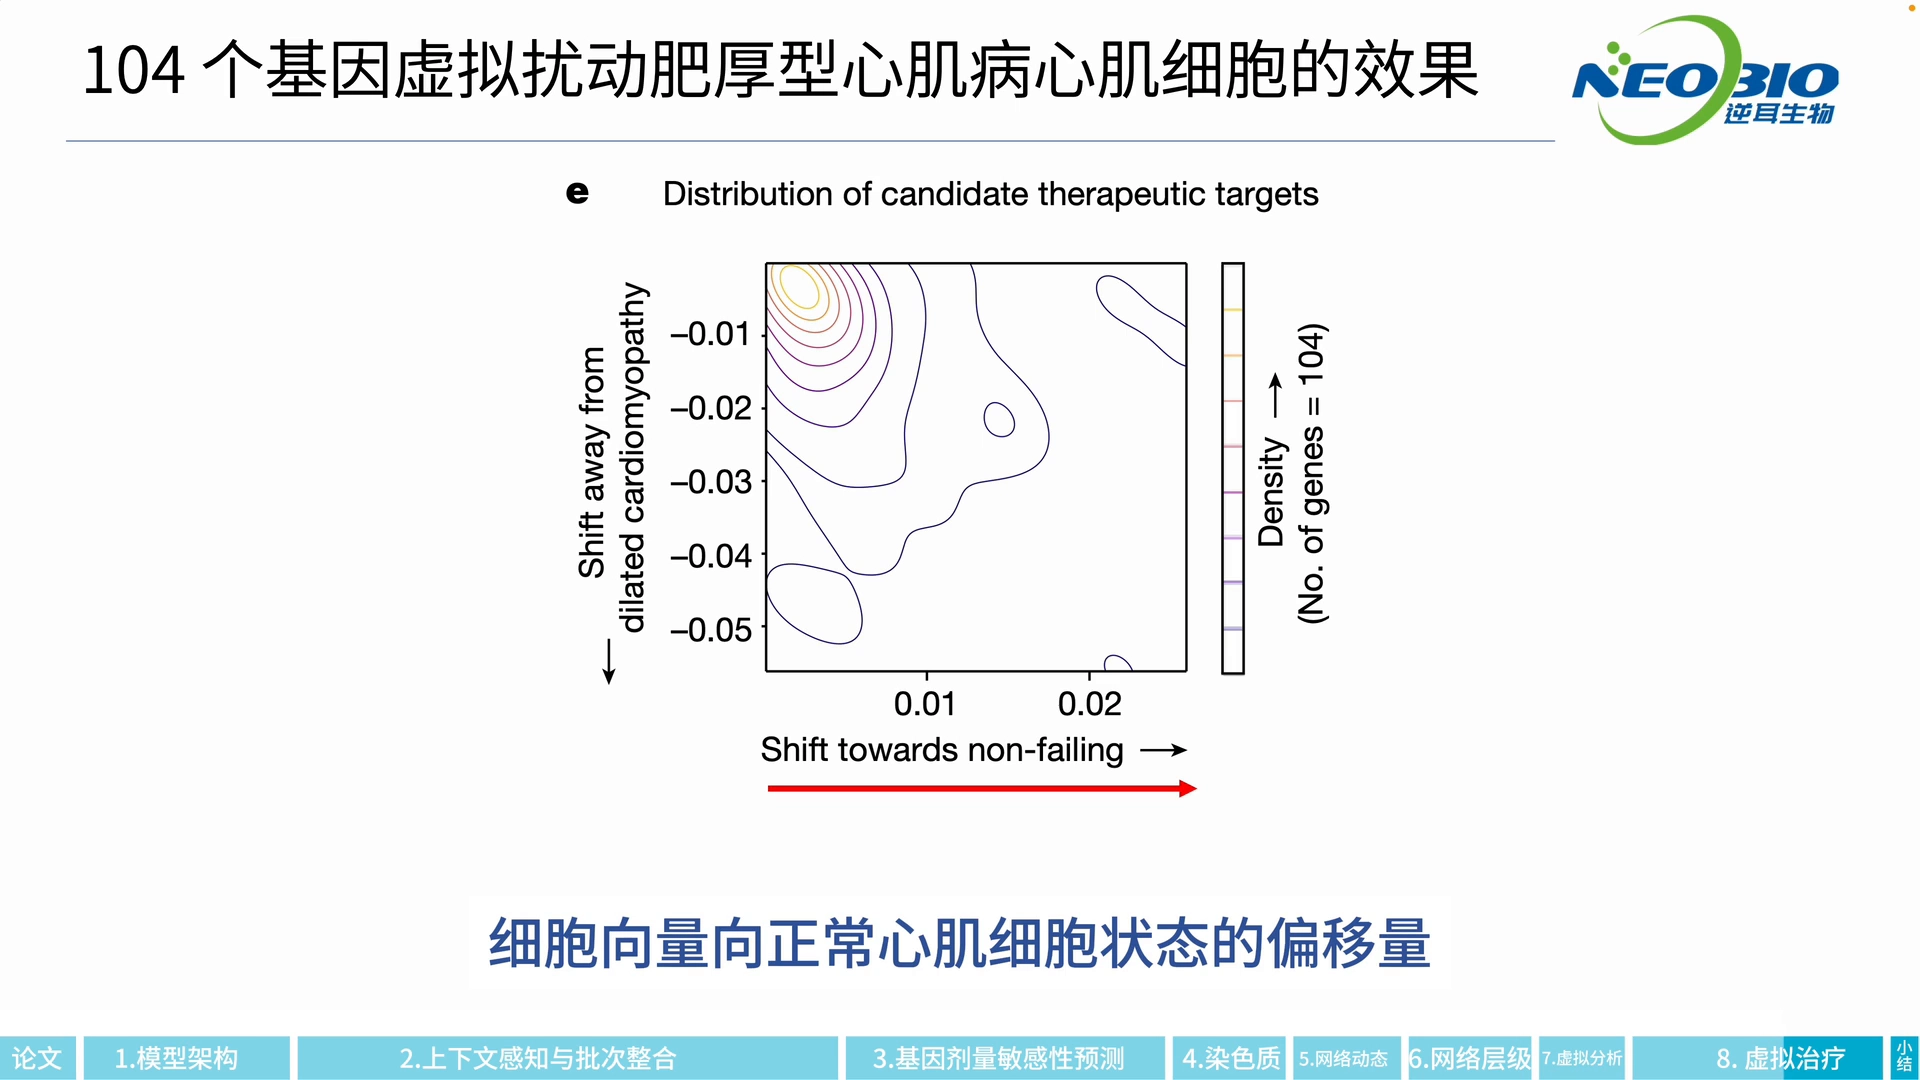 104 个基因虚拟扰动肥厚型心肌病心肌细胞的效果
NEOBIO
逆耳生物
e
Distribution of candidate therapeutic targets
Shift away from
dilated cardiomyopathy
–0.01
–0.02
–0.03
–0.04
–0.05
0.01
0.02
Shift towards non-failing
Density
(No. of genes = 104)
细胞向量向正常心肌细胞状态的偏移量
论文
1.模型架构
2.上下文感知与批次整合
3.基因剂量敏感性预测
4.染色质
5.网络动态
6.网络层级
7.虚拟分析
8. 虚拟治疗
小结